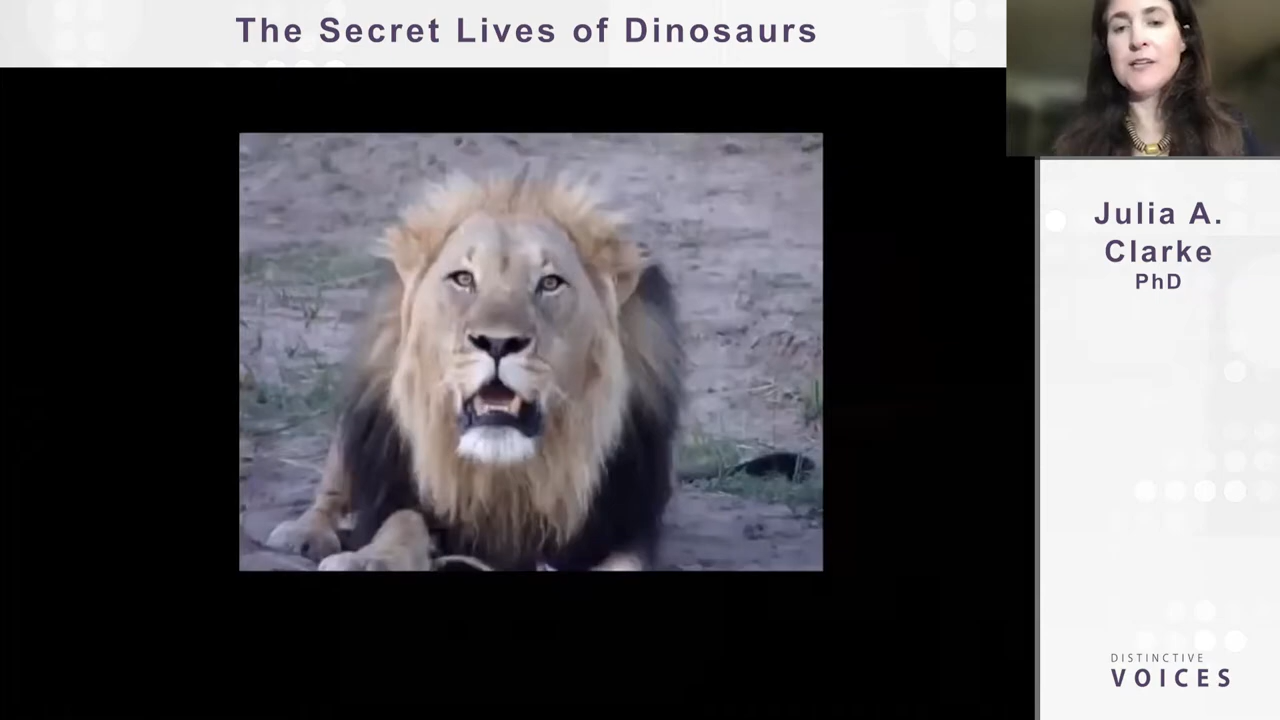 The Secret Lives of Dinosaurs
Julia A.
Clarke
PhD
DISTINCTIVE
VOICES